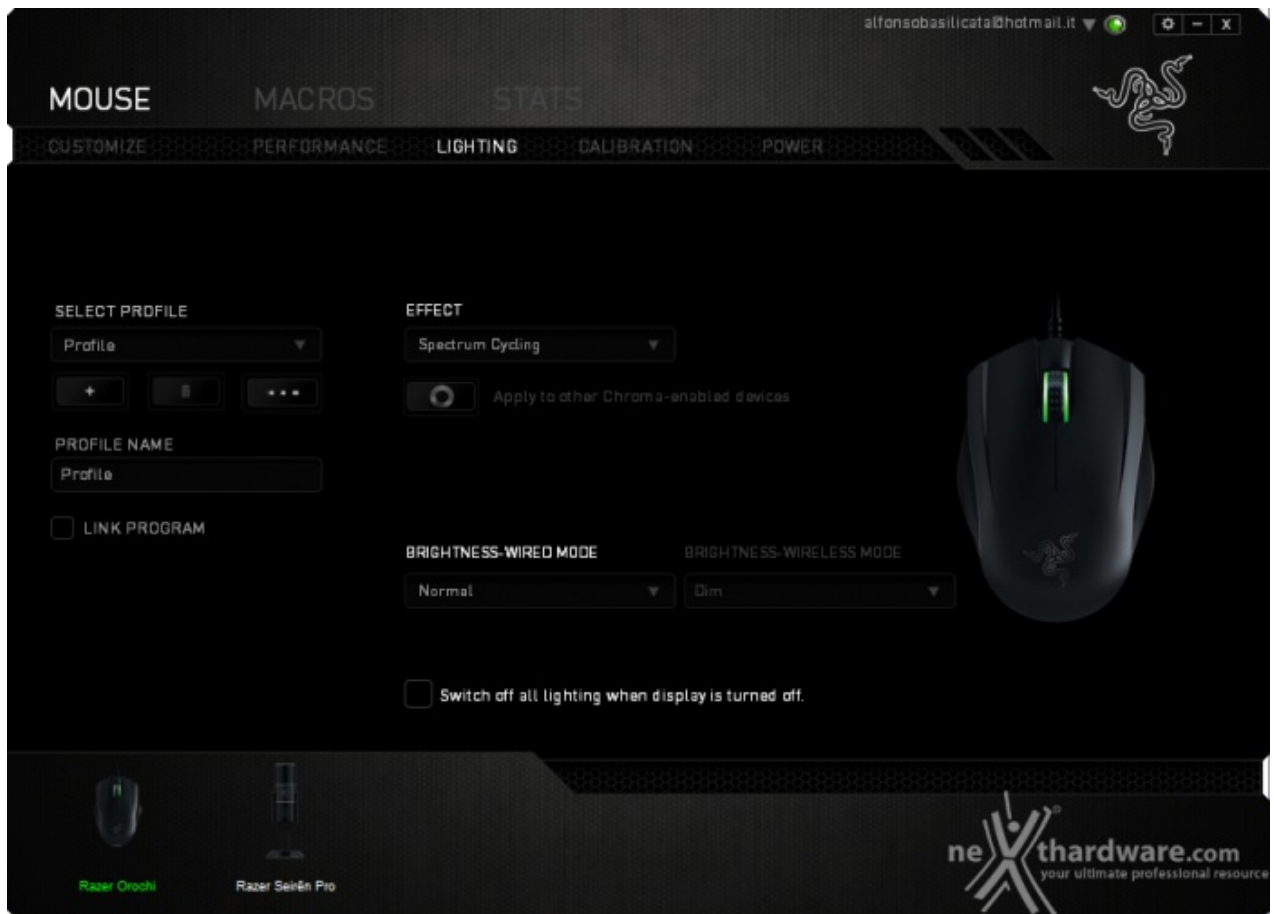 alfonsobasilicata@hotmail.it
MOUSE MACROS STATS
CUSTOMIZE PERFORMANCE LIGHTING CALIBRATION POWER
SELECT PROFILE
Profile
PROFILE NAME
Profile
LINK PROGRAM
EFFECT
Spectrum Cycling
Apply to other Chroma-enabled devices
BRIGHTNESS-WIRED MODE BRIGHTNESS-WIRELESS MODE
Normal Dim
Switch off all lighting when display is turned off.
Razer Orochi Razer Seirēn Pro
nexthardware.com
your ultimate professional resource